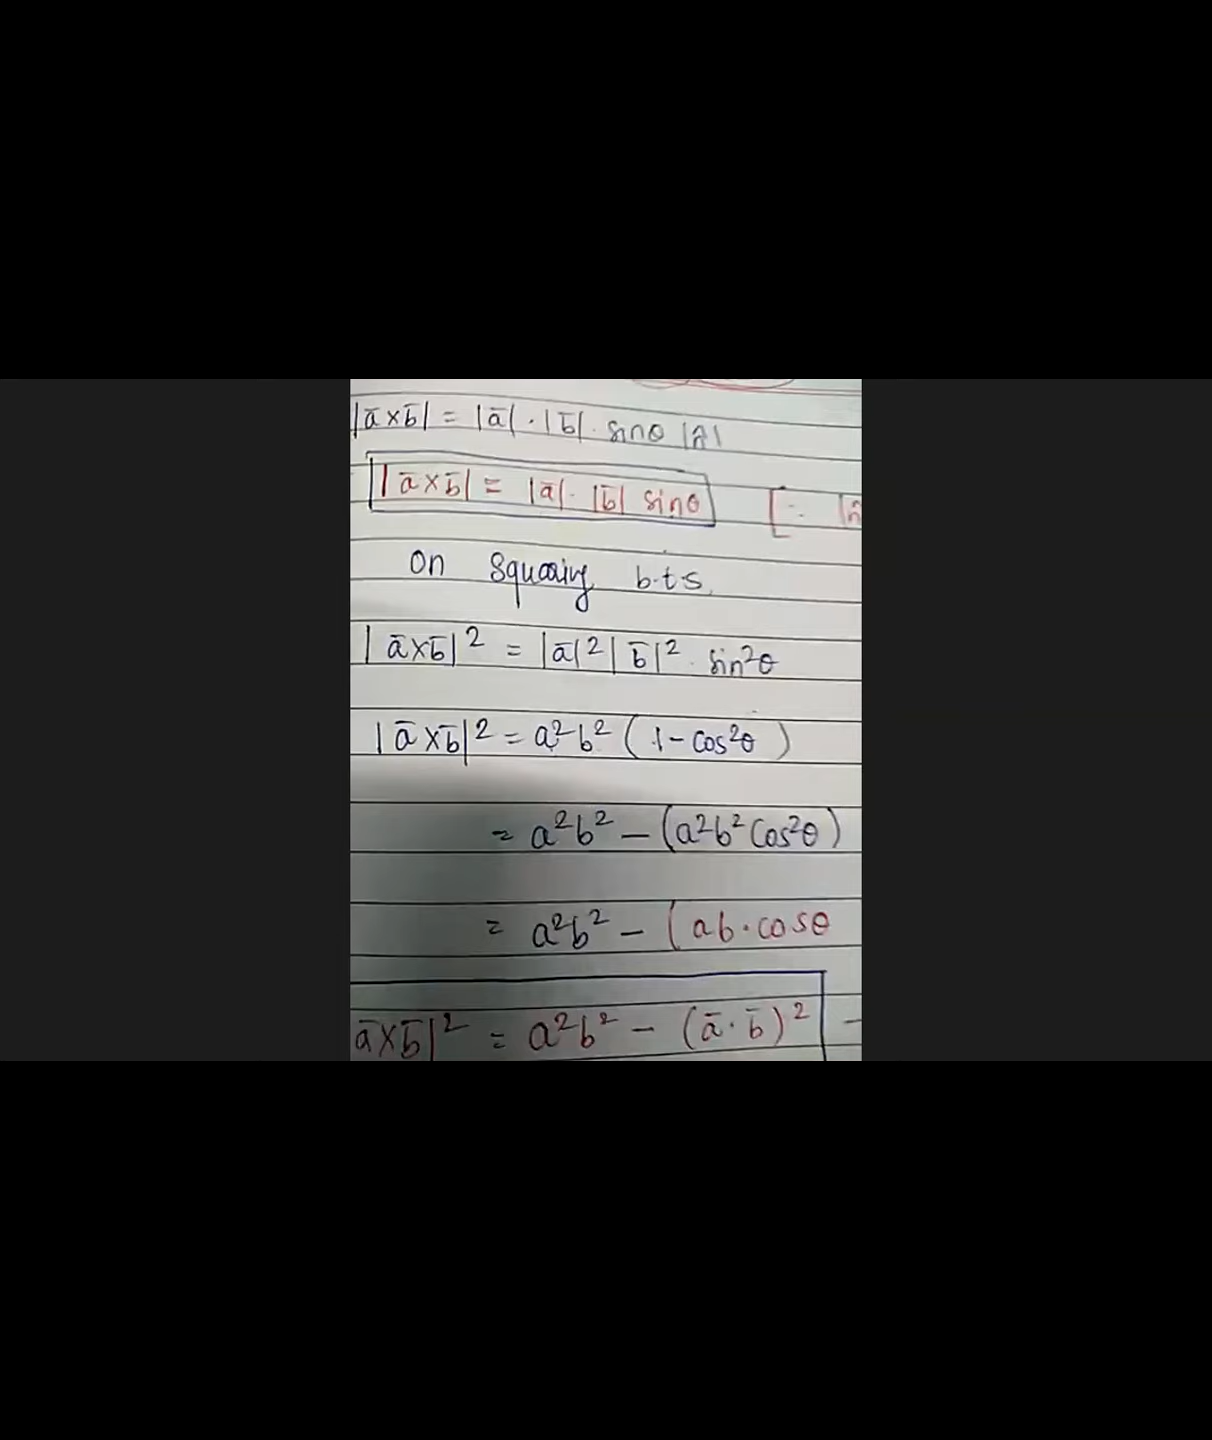 |a̅ × b̅| = |a̅| · |b̅| · sinθ |n̂|
|a̅ × b̅| = |a̅| · |b̅| sinθ [∵ |n̂
On Squaring b.t.s.
|a̅ × b̅|² = |a̅|² |b̅|² · sin²θ
|a̅ × b̅|² = a²b² (1 - cos²θ)
= a²b² - (a²b² cos²θ)
= a²b² - (ab · cosθ
a̅ × b̅|² = a²b² - (a̅ · b̅)² -